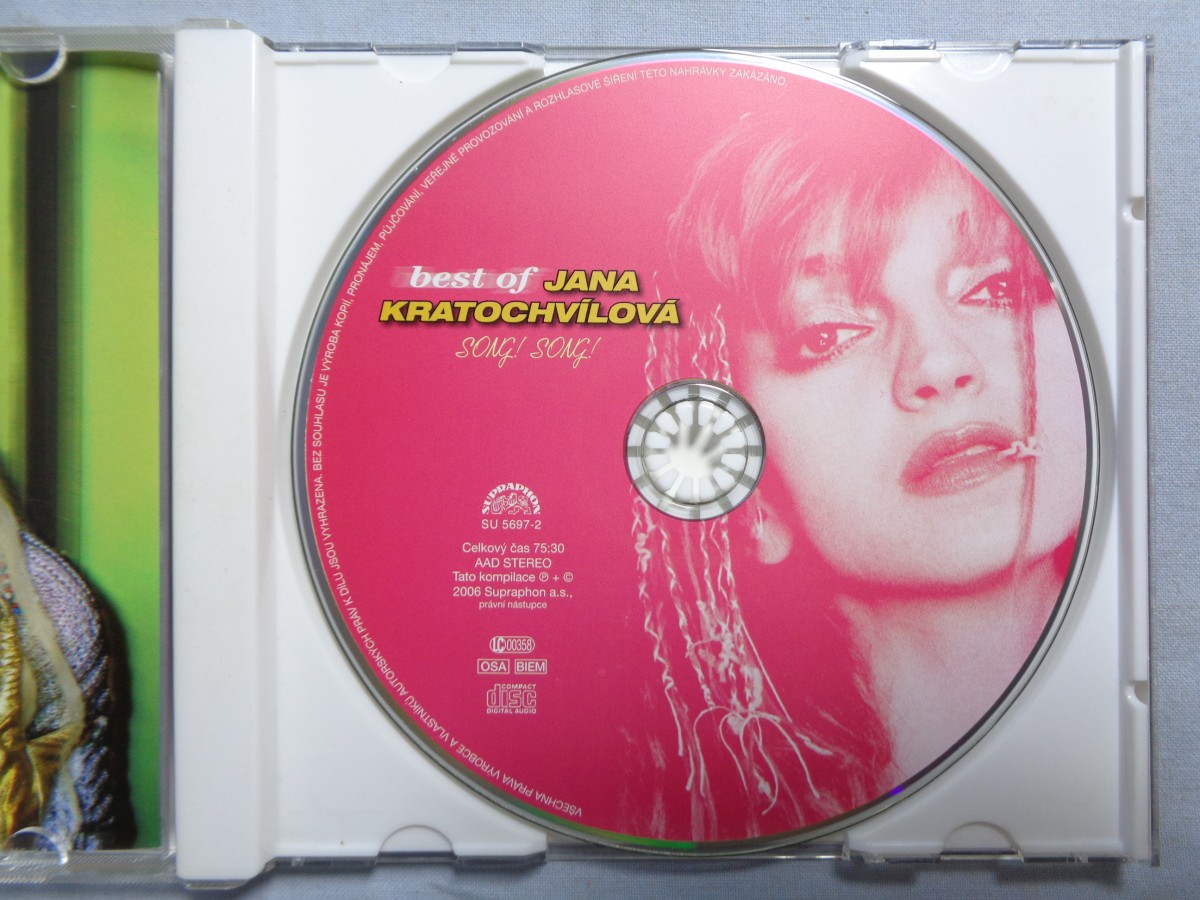 best of JANA
KRATOCHVÍLOVÁ
SONG! SONG!
SUPRAPHON
SU 5697-2
Celkový čas 75:30
AAD STEREO
Tato kompilace ℗ + ©
2006 Supraphon a.s.,
právní nástupce
LC 00358
OSA BIEM
COMPACT
disc
DIGITAL AUDIO
VŠECHNA PRÁVA VÝROBCE A VLASTNÍKŮ AUTORSKÝCH PRÁV K DÍLU JSOU VYHRAZENA. BEZ SOUHLASU JE VÝROBA KOPIÍ, PRONÁJEM, PŮJČOVÁNÍ, VEŘEJNÉ PROVOZOVÁNÍ A ROZHLASOVÉ ŠÍŘENÍ TÉTO NAHRÁVKY ZAKÁZÁNO.